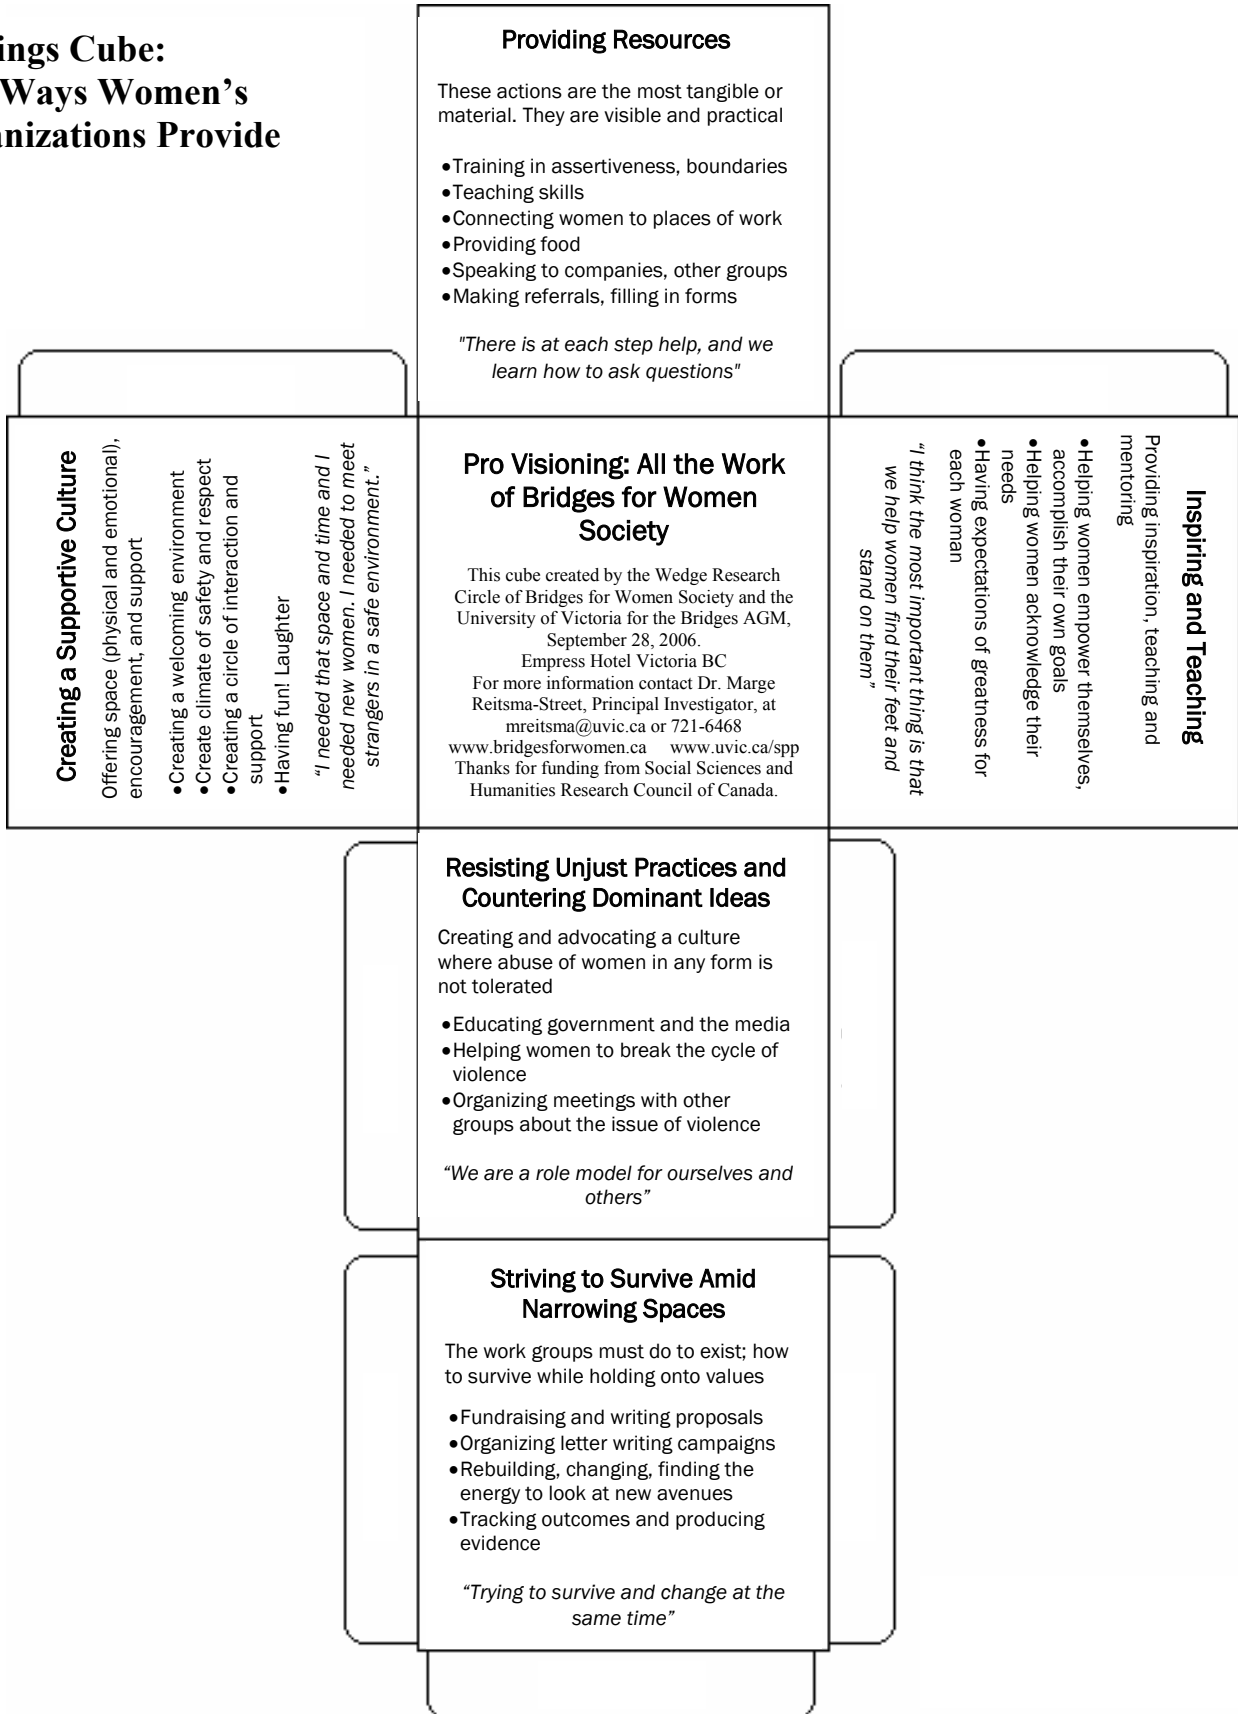 ings Cube:
Ways Women’s
anizations Provide
Providing Resources
These actions are the most tangible or
material. They are visible and practical
•Training in assertiveness, boundaries
•Teaching skills
•Connecting women to places of work
•Providing food
•Speaking to companies, other groups
•Making referrals, filling in forms
"There is at each step help, and we
learn how to ask questions"
Creating a Supportive Culture
Offering space (physical and emotional),
encouragement, and support
•Creating a welcoming environment
•Create climate of safety and respect
•Creating a circle of interaction and
support
•Having fun! Laughter
“I needed that space and time and I
needed new women. I needed to meet
strangers in a safe environment.”
Pro Visioning: All the Work
of Bridges for Women
Society
This cube created by the Wedge Research
Circle of Bridges for Women Society and the
University of Victoria for the Bridges AGM,
September 28, 2006.
Empress Hotel Victoria BC
For more information contact Dr. Marge
Reitsma-Street, Principal Investigator, at
mreitsma@uvic.ca or 721-6468
www.bridgesforwomen.ca www.uvic.ca/spp
Thanks for funding from Social Sciences and
Humanities Research Council of Canada.
Inspiring and Teaching
Providing inspiration, teaching and
mentoring
•Helping women empower themselves,
accomplish their own goals
•Helping women acknowledge their
needs
•Having expectations of greatness for
each woman
“I think the most important thing is that
we help women find their feet and
stand on them”
Resisting Unjust Practices and
Countering Dominant Ideas
Creating and advocating a culture
where abuse of women in any form is
not tolerated
•Educating government and the media
•Helping women to break the cycle of
violence
•Organizing meetings with other
groups about the issue of violence
“We are a role model for ourselves and
others”
Striving to Survive Amid
Narrowing Spaces
The work groups must do to exist; how
to survive while holding onto values
•Fundraising and writing proposals
•Organizing letter writing campaigns
•Rebuilding, changing, finding the
energy to look at new avenues
•Tracking outcomes and producing
evidence
“Trying to survive and change at the
same time”